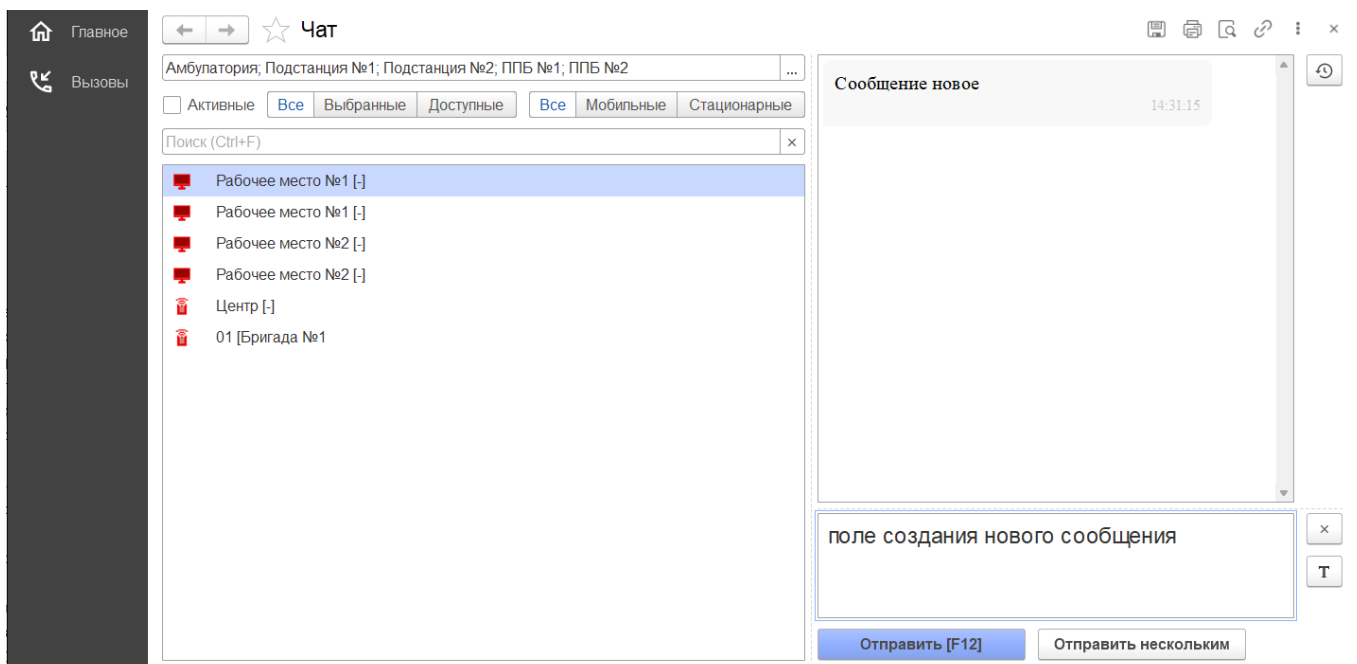 Главное
Вызовы
Чат
Амбулатория; Подстанция №1; Подстанция №2; ППБ №1; ППБ №2 ...
Активные Все Выбранные Доступные Все Мобильные Стационарные
Поиск (Ctrl+F)
Рабочее место №1 [-]
Рабочее место №1 [-]
Рабочее место №2 [-]
Рабочее место №2 [-]
Центр [-]
01 [Бригада №1
Сообщение новое
14:31:15
поле создания нового сообщения
T
Отправить [F12] Отправить нескольким